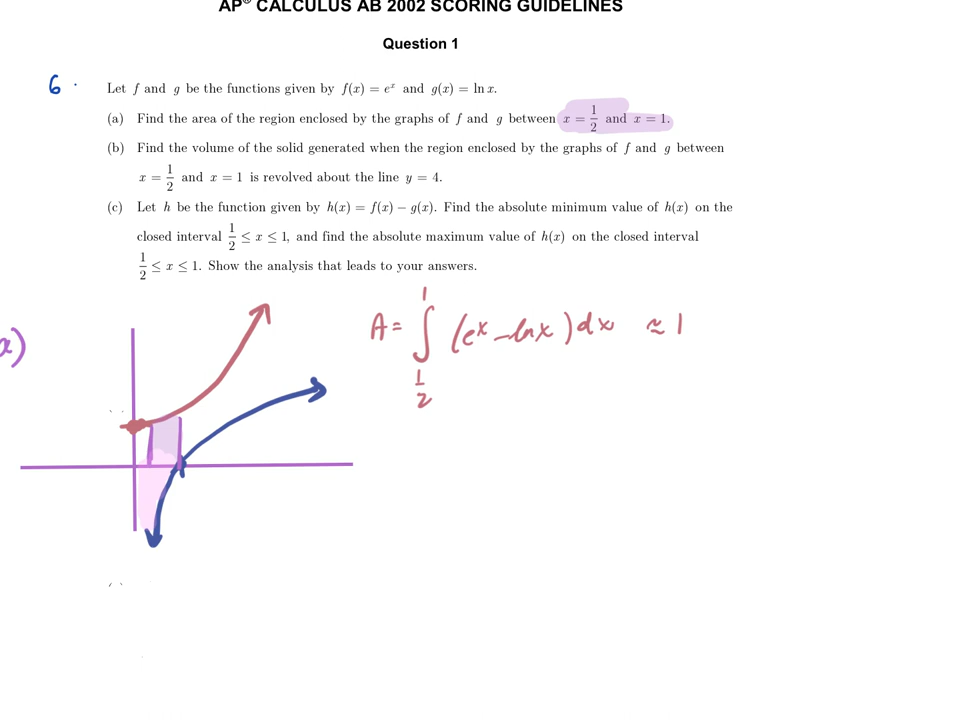 AP® CALCULUS AB 2002 SCORING GUIDELINES
Question 1
6.
Let f and g be the functions given by f(x) = eˣ and g(x) = ln x.
(a) Find the area of the region enclosed by the graphs of f and g between x = 1/2 and x = 1.
(b) Find the volume of the solid generated when the region enclosed by the graphs of f and g between
x = 1/2 and x = 1 is revolved about the line y = 4.
(c) Let h be the function given by h(x) = f(x) − g(x). Find the absolute minimum value of h(x) on the
closed interval 1/2 ≤ x ≤ 1, and find the absolute maximum value of h(x) on the closed interval
1/2 ≤ x ≤ 1. Show the analysis that leads to your answers.
a)
A = ∫_{1/2}^{1} (eˣ − ln x) dx ≈ 1